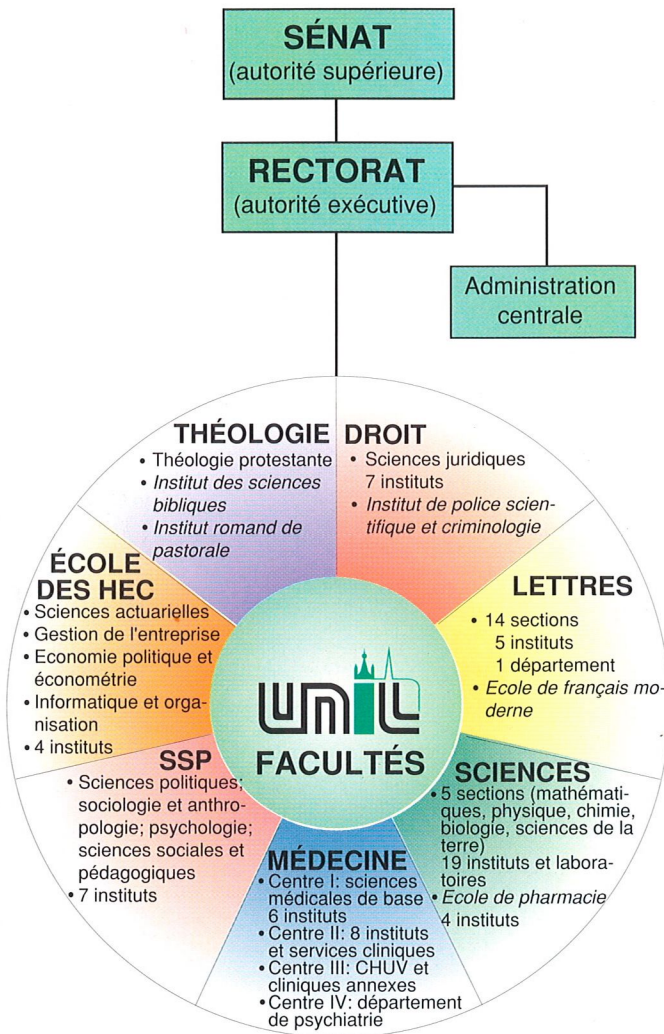 SÉNAT
(autorité supérieure)
RECTORAT
(autorité exécutive)
Administration
centrale
THÉOLOGIE
• Théologie protestante
• Institut des sciences
bibliques
• Institut romand de
pastorale
DROIT
• Sciences juridiques
7 instituts
• Institut de police scien-
tifique et criminologie
ÉCOLE
DES HEC
• Sciences actuarielles
• Gestion de l'entreprise
• Economie politique et
économétrie
• Informatique et orga-
nisation
• 4 instituts
LETTRES
• 14 sections
5 instituts
1 département
• Ecole de français mo-
derne
UNIL
FACULTÉS
SSP
• Sciences politiques;
sociologie et anthro-
pologie; psychologie;
sciences sociales et
pédagogiques
• 7 instituts
SCIENCES
• 5 sections (mathémati-
ques, physique, chimie,
biologie, sciences de la
terre)
19 instituts et labora-
toires
• Ecole de pharmacie
4 instituts
MÉDECINE
• Centre I: sciences
médicales de base
6 instituts
• Centre II: 8 instituts
et services cliniques
• Centre III: CHUV et
cliniques annexes
• Centre IV: département
de psychiatrie